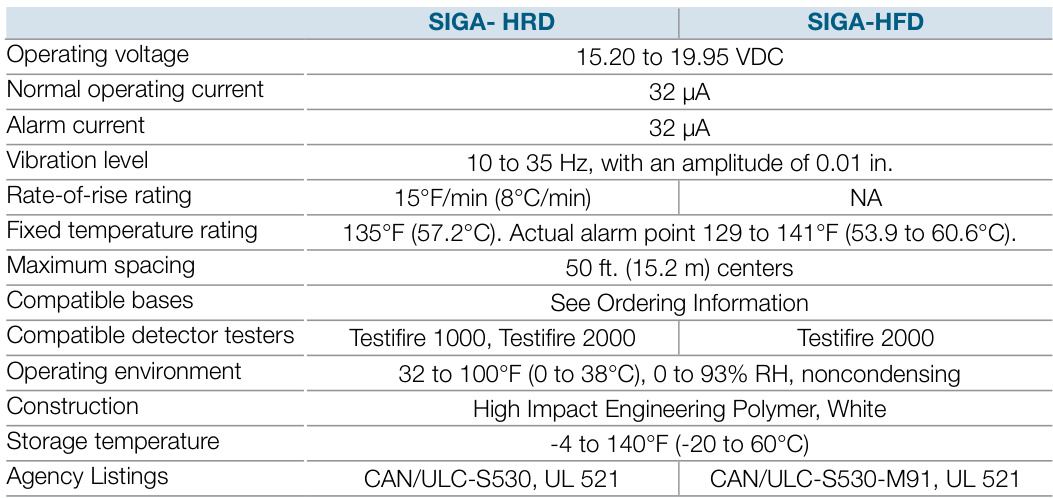 SIGA- HRD SIGA-HFD
Operating voltage 15.20 to 19.95 VDC
Normal operating current 32 µA
Alarm current 32 µA
Vibration level 10 to 35 Hz, with an amplitude of 0.01 in.
Rate-of-rise rating 15°F/min (8°C/min) NA
Fixed temperature rating 135°F (57.2°C). Actual alarm point 129 to 141°F (53.9 to 60.6°C).
Maximum spacing 50 ft. (15.2 m) centers
Compatible bases See Ordering Information
Compatible detector testers Testifire 1000, Testifire 2000 Testifire 2000
Operating environment 32 to 100°F (0 to 38°C), 0 to 93% RH, noncondensing
Construction High Impact Engineering Polymer, White
Storage temperature -4 to 140°F (-20 to 60°C)
Agency Listings CAN/ULC-S530, UL 521 CAN/ULC-S530-M91, UL 521